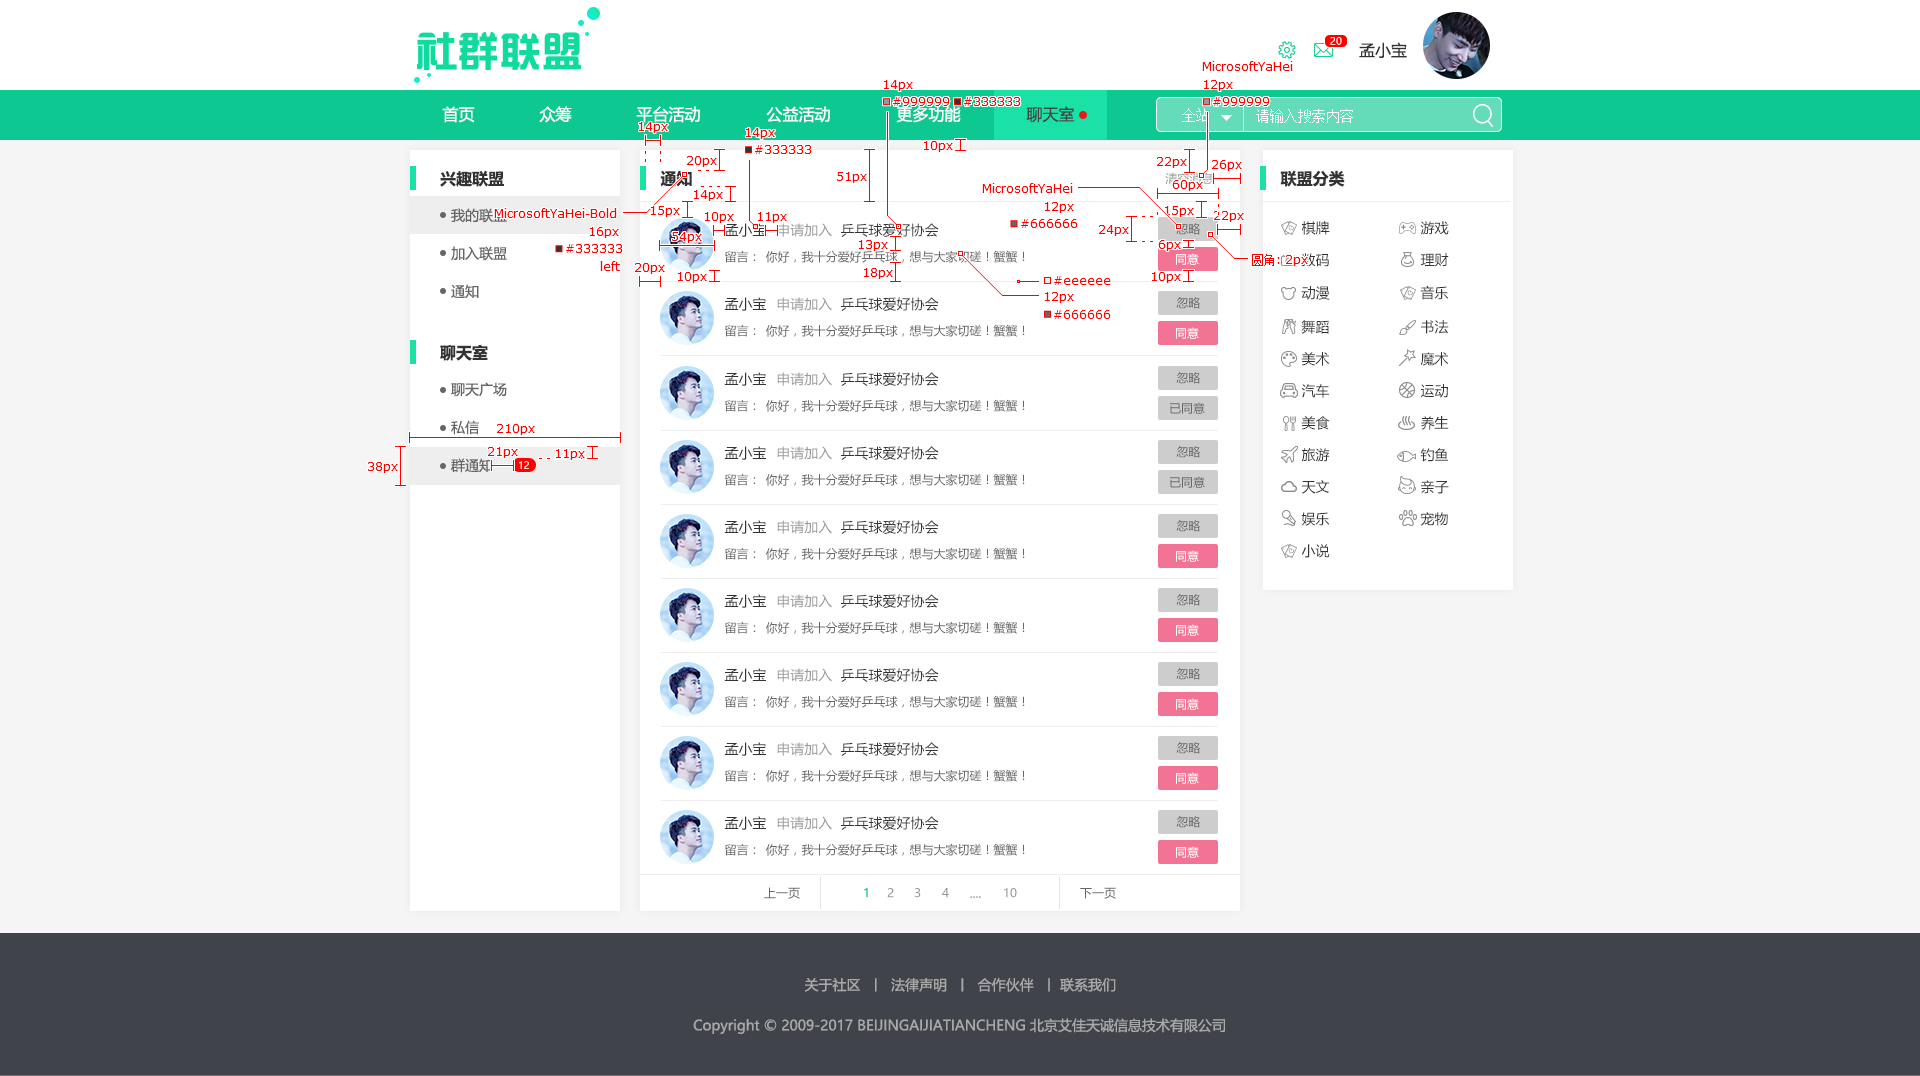 社群联盟
20
孟小宝
MicrosoftYaHei
14px
12px
#999999
#333333
#999999
首页
众筹
平台活动
公益活动
更多功能
聊天室
全站
请输入搜索内容
14px
14px
#333333
10px
兴趣联盟
我的联盟
加入联盟
通知
聊天室
聊天广场
私信
210px
群通知
21px
12
11px
38px
MicrosoftYaHei-Bold
16px
#333333
left
通知
清空消息
20px
14px
51px
22px
26px
60px
15px
10px
11px
54px
20px
10px
13px
18px
MicrosoftYaHei
12px
#666666
24px
15px
22px
6px
10px
圆角:2px
#eeeeee
12px
#666666
孟小宝 申请加入 乒乓球爱好协会
忽略
留言： 你好，我十分爱好乒乓球，想与大家切磋！蟹蟹！
同意
孟小宝 申请加入 乒乓球爱好协会
忽略
留言： 你好，我十分爱好乒乓球，想与大家切磋！蟹蟹！
同意
孟小宝 申请加入 乒乓球爱好协会
忽略
留言： 你好，我十分爱好乒乓球，想与大家切磋！蟹蟹！
已同意
孟小宝 申请加入 乒乓球爱好协会
忽略
留言： 你好，我十分爱好乒乓球，想与大家切磋！蟹蟹！
已同意
孟小宝 申请加入 乒乓球爱好协会
忽略
留言： 你好，我十分爱好乒乓球，想与大家切磋！蟹蟹！
同意
孟小宝 申请加入 乒乓球爱好协会
忽略
留言： 你好，我十分爱好乒乓球，想与大家切磋！蟹蟹！
同意
孟小宝 申请加入 乒乓球爱好协会
忽略
留言： 你好，我十分爱好乒乓球，想与大家切磋！蟹蟹！
同意
孟小宝 申请加入 乒乓球爱好协会
忽略
留言： 你好，我十分爱好乒乓球，想与大家切磋！蟹蟹！
同意
孟小宝 申请加入 乒乓球爱好协会
忽略
留言： 你好，我十分爱好乒乓球，想与大家切磋！蟹蟹！
同意
上一页 1 2 3 4 .... 10 下一页
联盟分类
棋牌 游戏
数码 理财
动漫 音乐
舞蹈 书法
美术 魔术
汽车 运动
美食 养生
旅游 钓鱼
天文 亲子
娱乐 宠物
小说
关于社区 | 法律声明 | 合作伙伴 | 联系我们
Copyright © 2009-2017 BEIJINGAIJIATIANCHENG 北京艾佳天诚信息技术有限公司